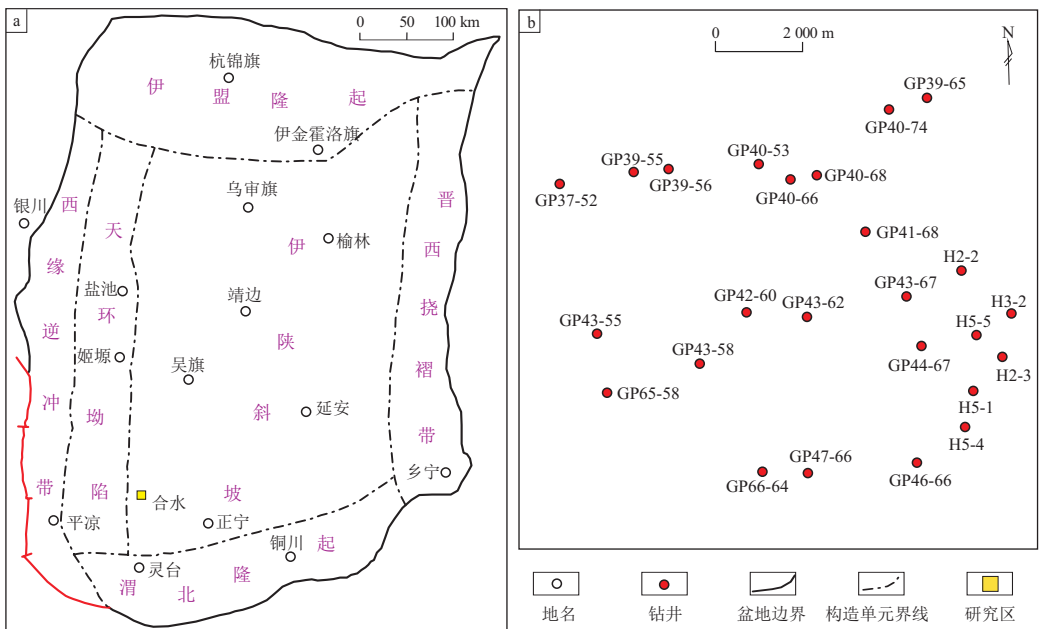 a
0 50 100 km
杭锦旗
伊盟隆起
伊金霍洛旗
乌审旗
银川
西缘逆冲带
天环坳陷
伊陕斜坡
晋西挠褶带
榆林
盐池
靖边
姬塬
吴旗
延安
乡宁
合水
平凉
正宁
铜川
灵台
渭北隆起
b
0 2 000 m
N
GP39-65
GP40-74
GP40-53
GP39-55
GP39-56
GP40-68
GP40-66
GP37-52
GP41-68
H2-2
GP43-67
H3-2
GP42-60
GP43-62
H5-5
GP43-55
GP44-67
GP43-58
H2-3
GP65-58
H5-1
H5-4
GP47-66
GP66-64
GP46-66
地名
钻井
盆地边界
构造单元界线
研究区